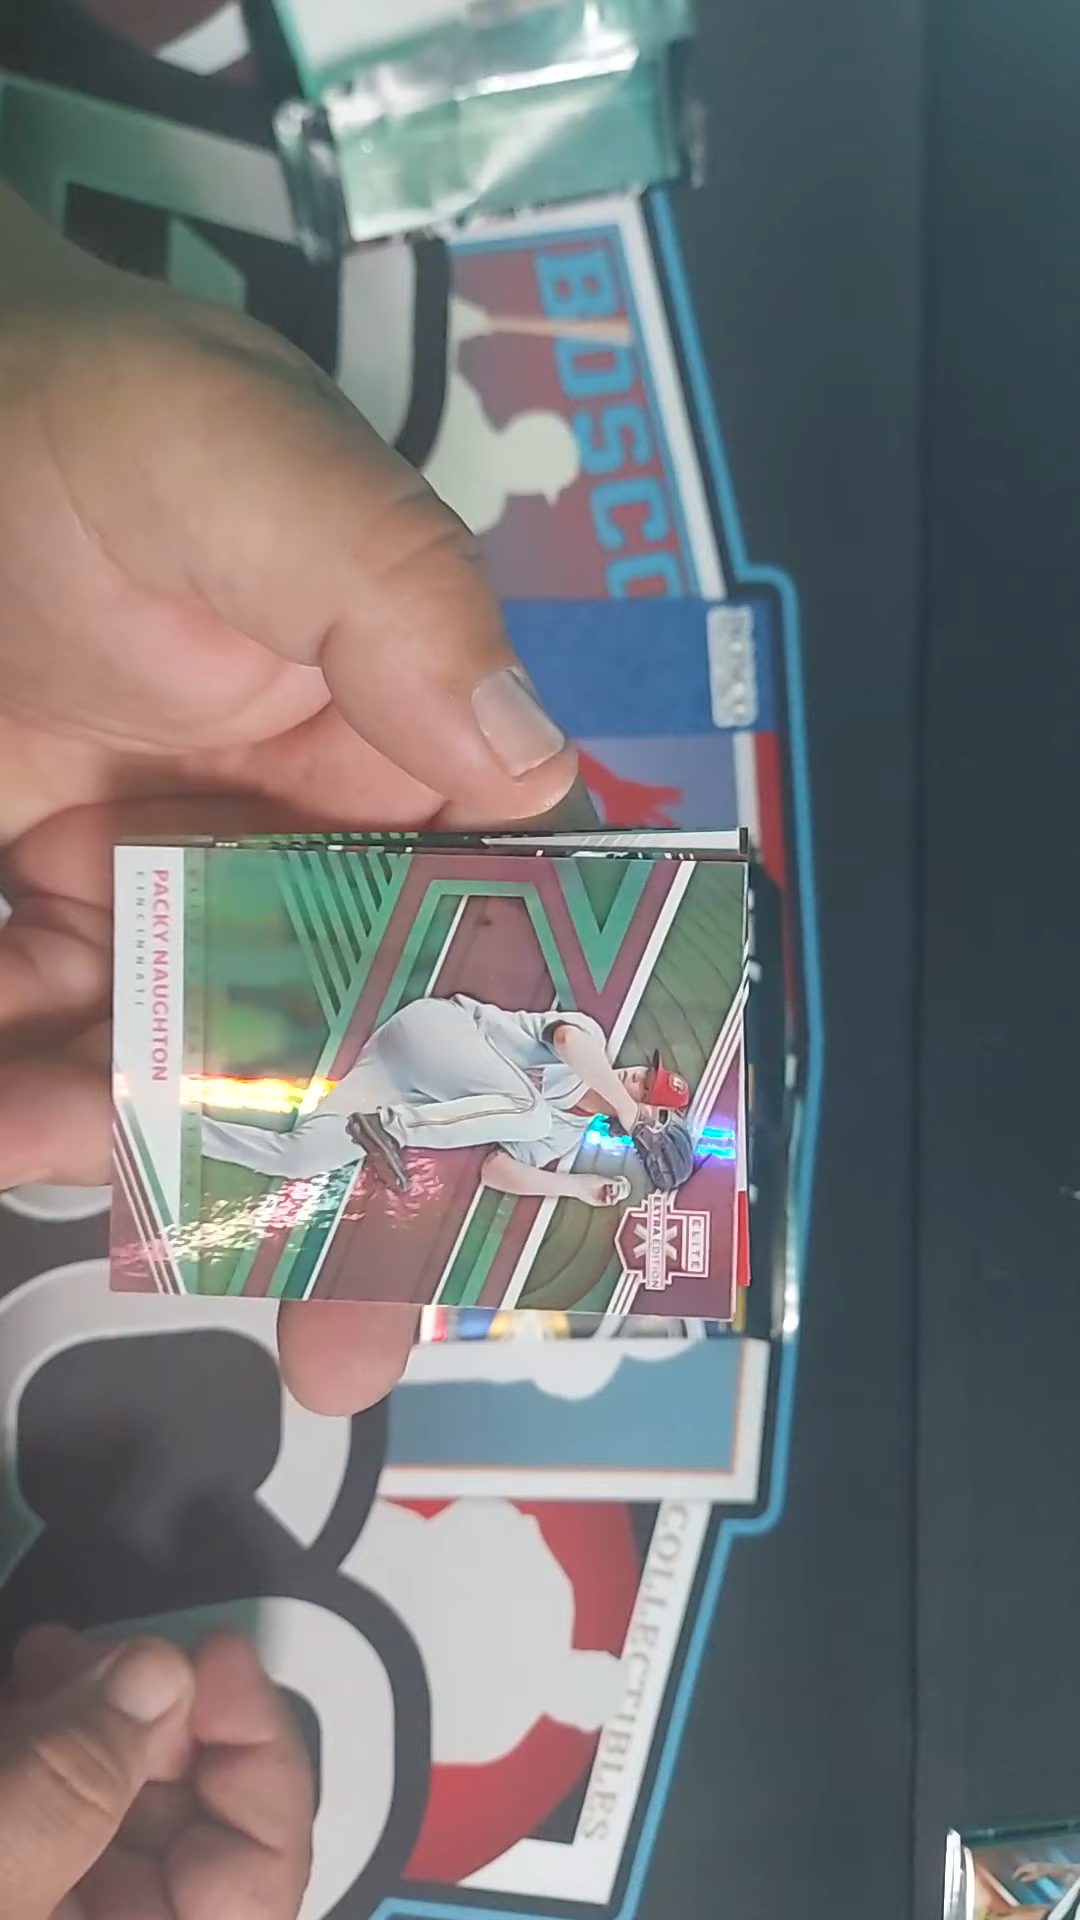 BOSCO
PACKY NAUGHTON
CINCINNATI
ELITE
EXTRA EDITION
X
COLLECTIBLES